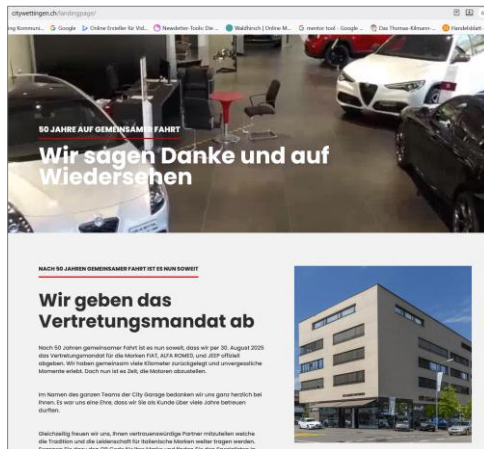 citywettingen.ch/landingpage/
ing Kommuni...
Google
Online Ersteller für Vid...
Newsletter-Tools: Die ...
Waldhirsch | Online M...
mentor tool - Google ...
Das Thomas-Kilmann-...
Handelsblatt
50 JAHRE AUF GEMEINSAMER FAHRT
Wir sagen Danke und auf
Wiedersehen
NACH 50 JAHREN GEMEINSAMER FAHRT IST ES NUN SOWEIT
Wir geben das
Vertretungsmandat ab
Nach 50 Jahren gemeinsamer Fahrt ist es nun soweit, dass wir per 30. August 2025
das Vertretungsmandat für die Marken FIAT, ALFA ROMEO, und JEEP offiziell
abgeben. Wir haben gemeinsam viele Kilometer zurückgelegt und unvergessliche
Momente erlebt. Doch nun ist es Zeit, die Motoren abzustellen.
Im Namen des ganzen Teams der City Garage bedanken wir uns ganz herzlich bei
Ihnen. Es war uns eine Ehre, dass wir Sie als Kunde über viele Jahre betreuen
durften.
Gleichzeitig freuen wir uns, Ihnen vertrauenswürdige Partner mitzuteilen welche
die Tradition und die Leidenschaft für italienische Marken weiter tragen werden.